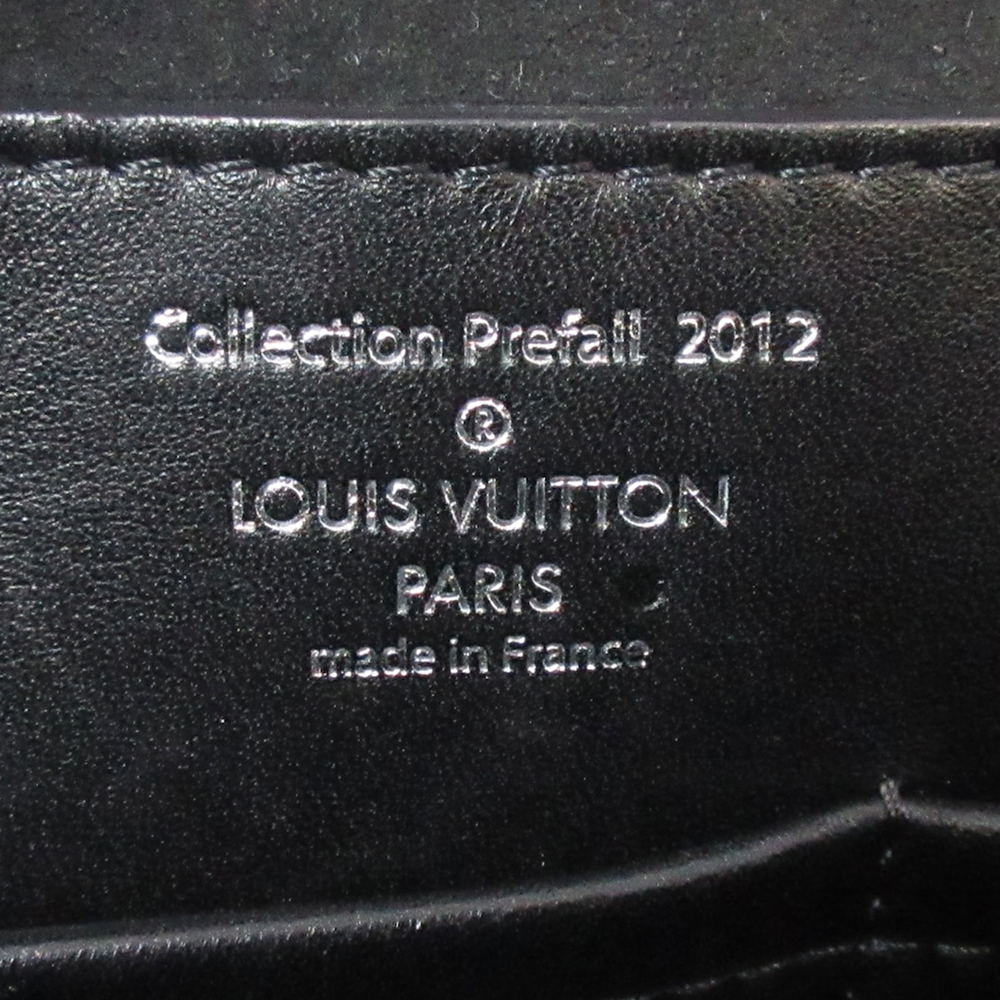 Collection Prefall 2012
®
LOUIS VUITTON
PARIS
made in France